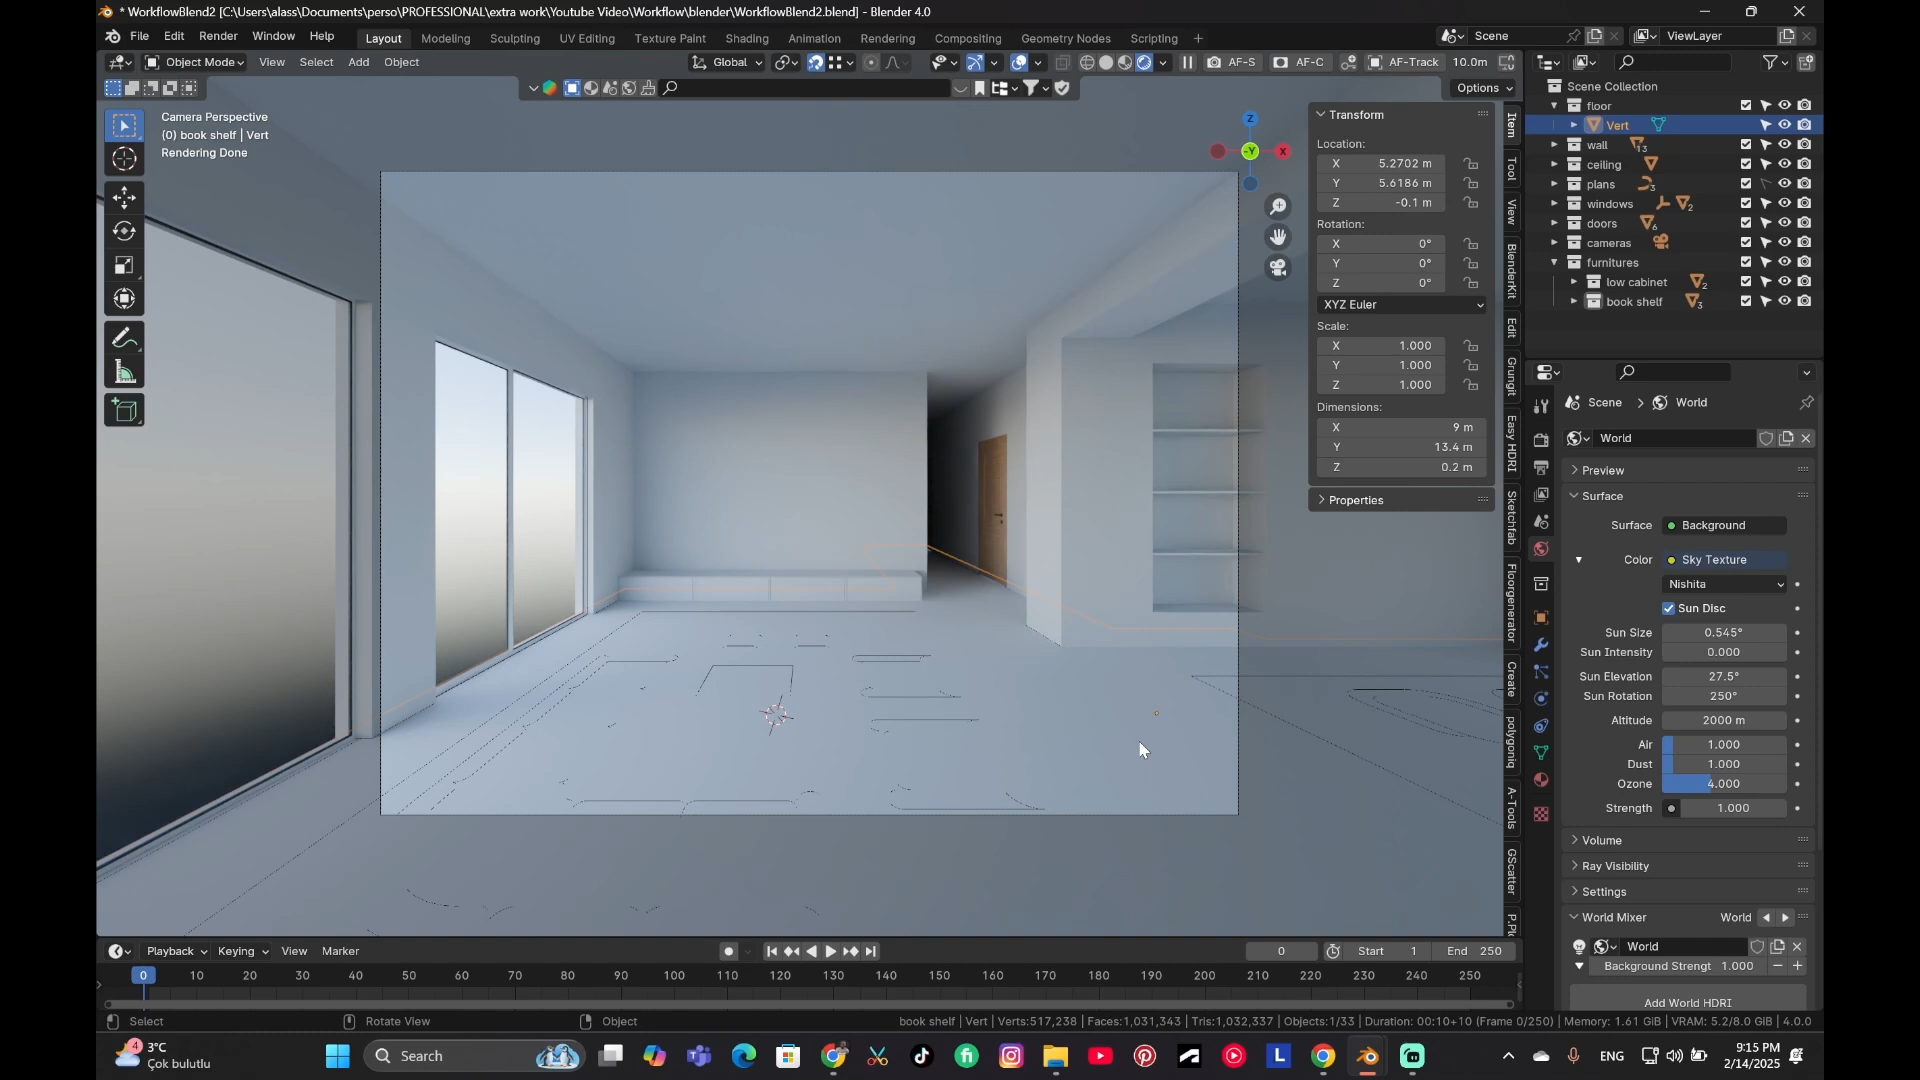 * WorkflowBlend2 [C:\Users\alass\Documents\perso\PROFESSIONAL\extra work\Youtube Video\Workflow\blender\WorkflowBlend2.blend] - Blender 4.0
File Edit Render Window Help Layout Modeling Sculpting UV Editing Texture Paint Shading Animation Rendering Compositing Geometry Nodes Scripting + Scene ViewLayer
Object Mode View Select Add Object Global AF-S AF-C AF-Track 10.0m
Options
Camera Perspective
(0) book shelf | Vert
Rendering Done
Z
-Y X
Transform
Location:
X 5.2702 m
Y 5.6186 m
Z -0.1 m
Rotation:
X 0°
Y 0°
Z 0°
XYZ Euler
Scale:
X 1.000
Y 1.000
Z 1.000
Dimensions:
X 9 m
Y 13.4 m
Z 0.2 m
Properties
Item
Tool
View
BlenderKit
Edit
Grungit
Easy HDRI
Sketchfab
Floorgenerator
Create
polygoniq
A-Tools
GScatter
Scene Collection
floor
Vert
wall 13
ceiling
plans 3
windows 2
doors 6
cameras
furnitures
low cabinet 2
book shelf 3
Scene > World
World
Preview
Surface
Surface Background
Color Sky Texture
Nishita
Sun Disc
Sun Size 0.545°
Sun Intensity 0.000
Sun Elevation 27.5°
Sun Rotation 250°
Altitude 2000 m
Air 1.000
Dust 1.000
Ozone 4.000
Strength 1.000
Volume
Ray Visibility
Settings
World Mixer World
World
Background Strengt 1.000
Add World HDRI
Playback Keying View Marker 0 Start 1 End 250
0 10 20 30 40 50 60 70 80 90 100 110 120 130 140 150 160 170 180 190 200 210 220 230 240 250
Select Rotate View Object book shelf | Vert | Verts:517,238 | Faces:1,031,343 | Tris:1,032,337 | Objects:1/33 | Duration: 00:10+10 (Frame 0/250) | Memory: 1.61 GiB | VRAM: 5.2/8.0 GiB | 4.0.0
4 3°C
Çok bulutlu
Search
L
ENG
9:15 PM
2/14/2025